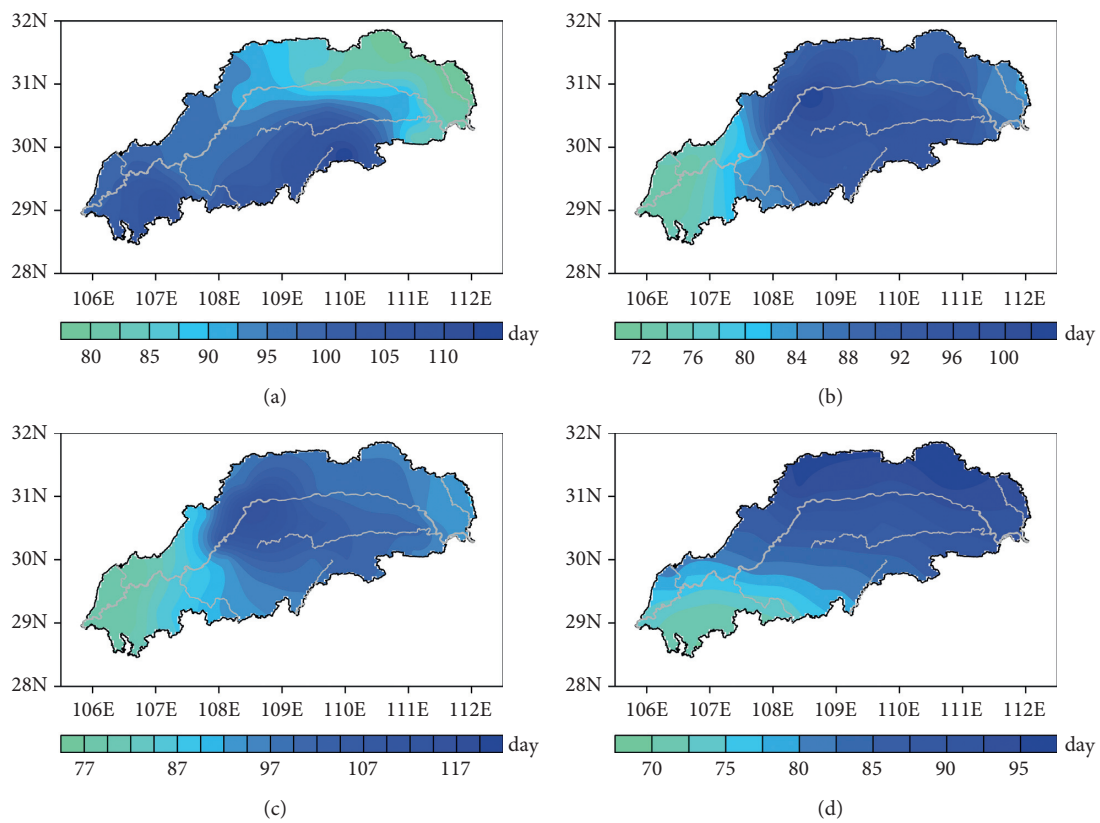 32N
31N
30N
29N
28N
106E 107E 108E 109E 110E 111E 112E
day
80 85 90 95 100 105 110
(a)
32N
31N
30N
29N
28N
106E 107E 108E 109E 110E 111E 112E
day
72 76 80 84 88 92 96 100
(b)
32N
31N
30N
29N
28N
106E 107E 108E 109E 110E 111E 112E
day
77 87 97 107 117
(c)
32N
31N
30N
29N
28N
106E 107E 108E 109E 110E 111E 112E
day
70 75 80 85 90 95
(d)